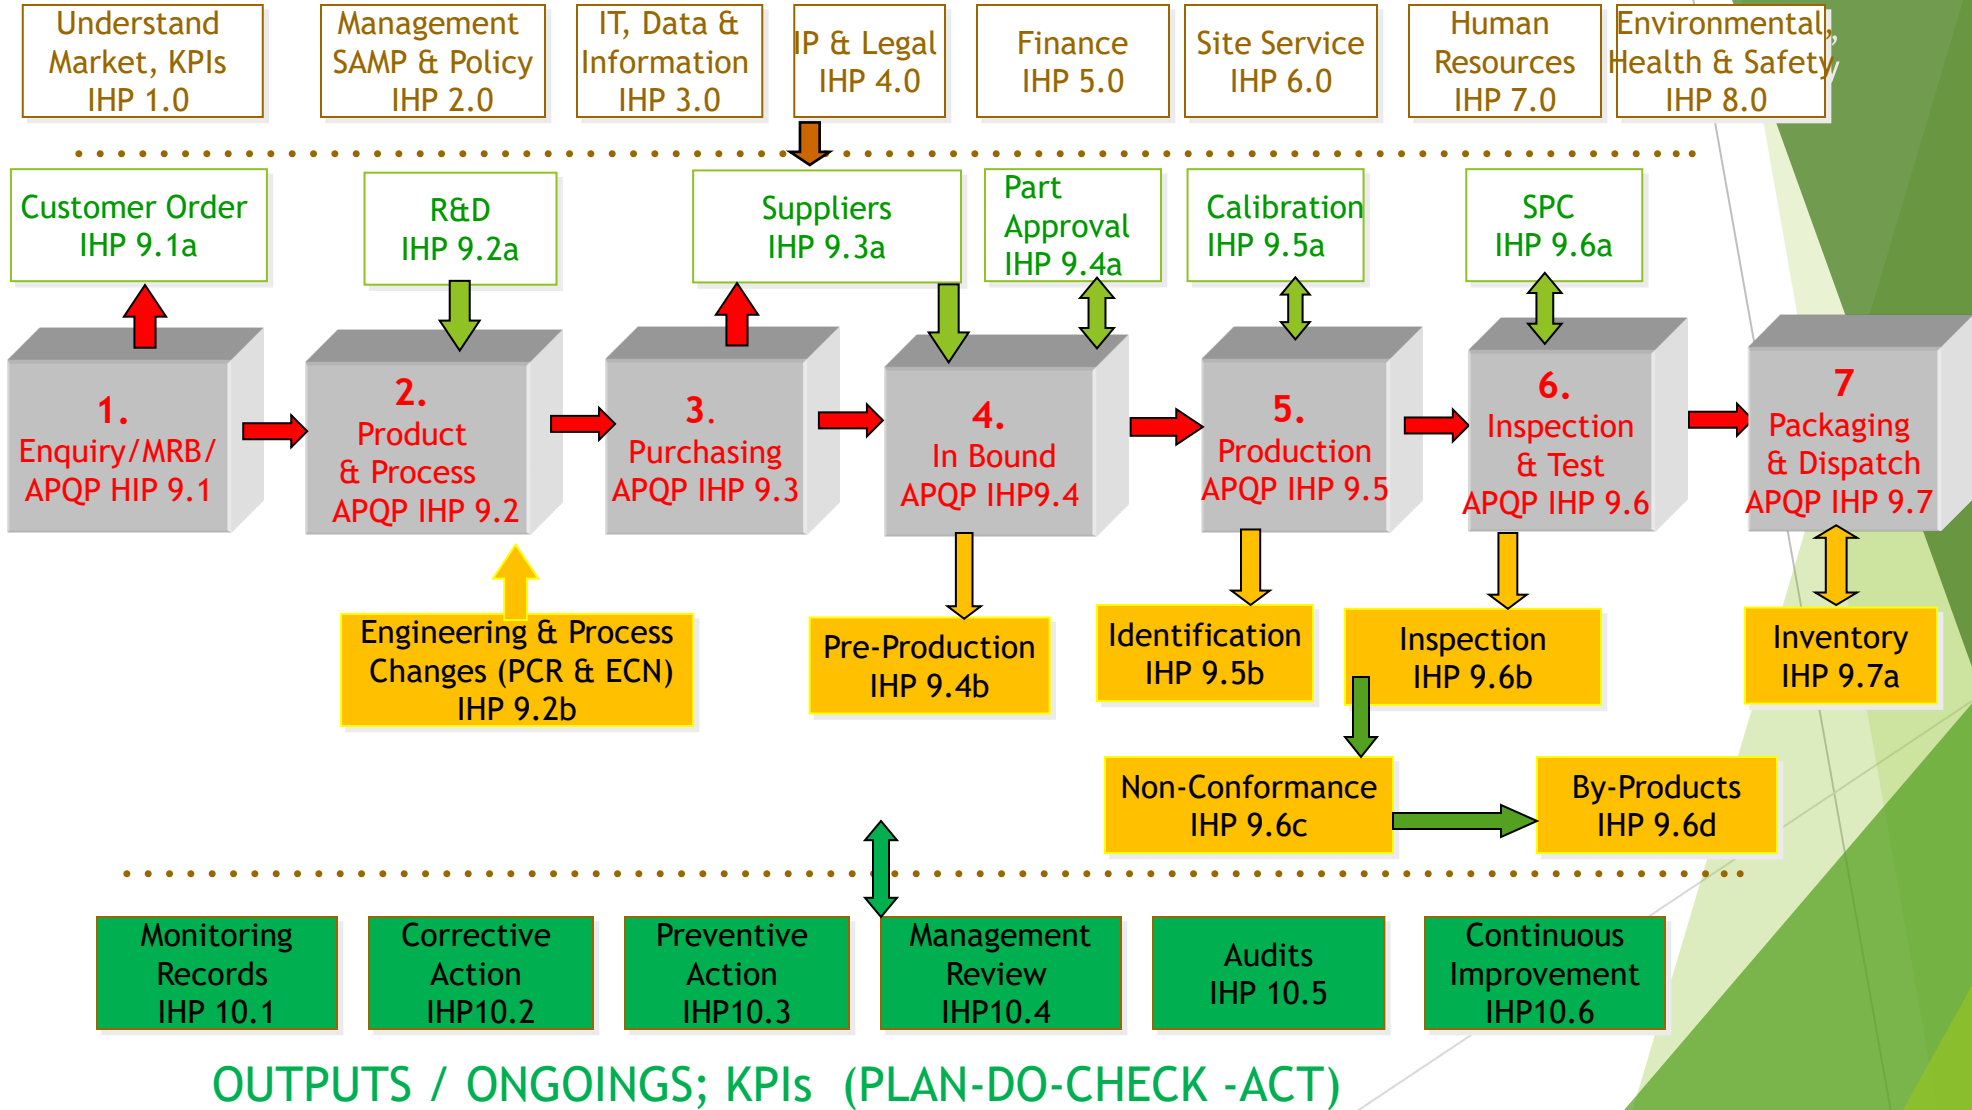 Understand
Market, KPIs
IHP 1.0
Management
SAMP & Policy
IHP 2.0
IT, Data &
Information
IHP 3.0
IP & Legal
IHP 4.0
Finance
IHP 5.0
Site Service
IHP 6.0
Human
Resources
IHP 7.0
Environmental,
Health & Safety
IHP 8.0
Customer Order
IHP 9.1a
R&D
IHP 9.2a
Suppliers
IHP 9.3a
Part
Approval
IHP 9.4a
Calibration
IHP 9.5a
SPC
IHP 9.6a
1.
Enquiry/MRB/
APQP HIP 9.1
2.
Product
& Process
APQP IHP 9.2
3.
Purchasing
APQP IHP 9.3
4.
In Bound
APQP IHP9.4
5.
Production
APQP IHP 9.5
6.
Inspection
& Test
APQP IHP 9.6
7
Packaging
& Dispatch
APQP IHP 9.7
Engineering & Process
Changes (PCR & ECN)
IHP 9.2b
Pre-Production
IHP 9.4b
Identification
IHP 9.5b
Inspection
IHP 9.6b
Inventory
IHP 9.7a
Non-Conformance
IHP 9.6c
By-Products
IHP 9.6d
Monitoring
Records
IHP 10.1
Corrective
Action
IHP10.2
Preventive
Action
IHP10.3
Management
Review
IHP10.4
Audits
IHP 10.5
Continuous
Improvement
IHP10.6
OUTPUTS / ONGOINGS; KPIs (PLAN-DO-CHECK -ACT)